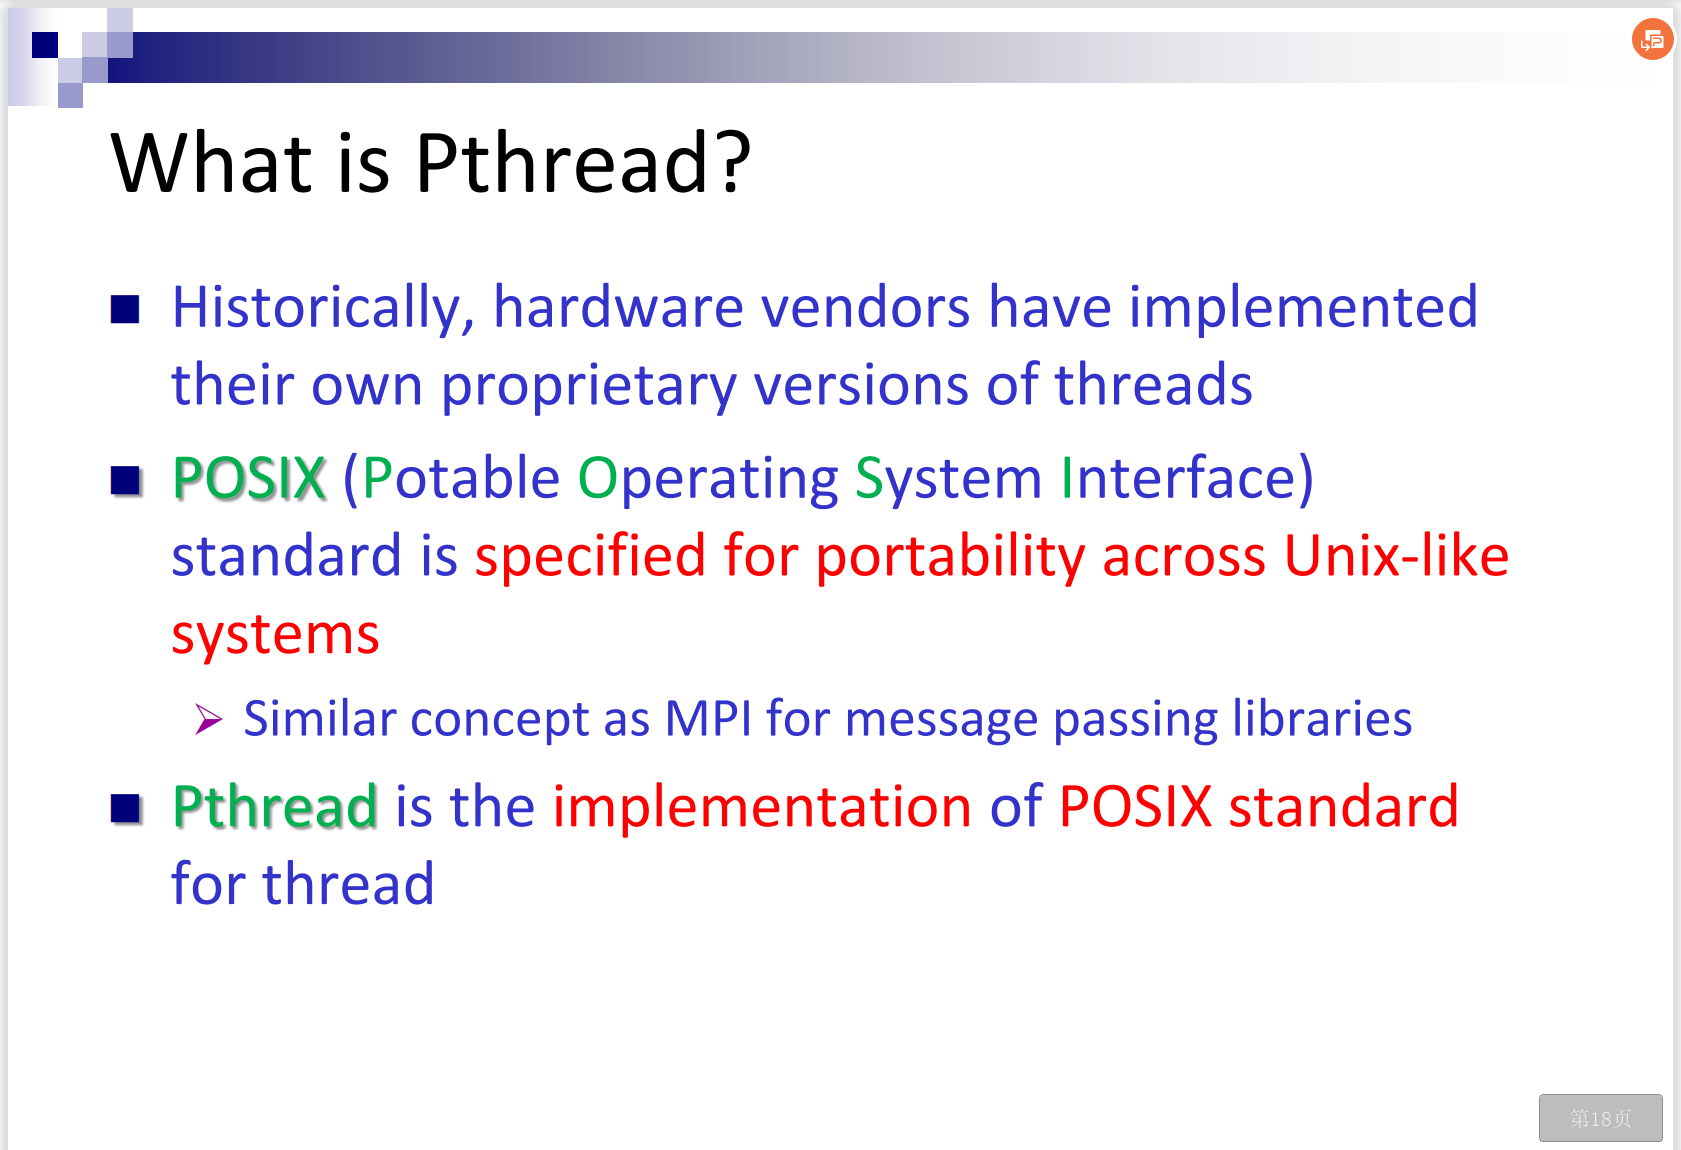 What is Pthread?
Historically, hardware vendors have implemented
their own proprietary versions of threads
POSIX (Potable Operating System Interface)
standard is specified for portability across Unix-like
systems
Similar concept as MPI for message passing libraries
Pthread is the implementation of POSIX standard
for thread
第18页